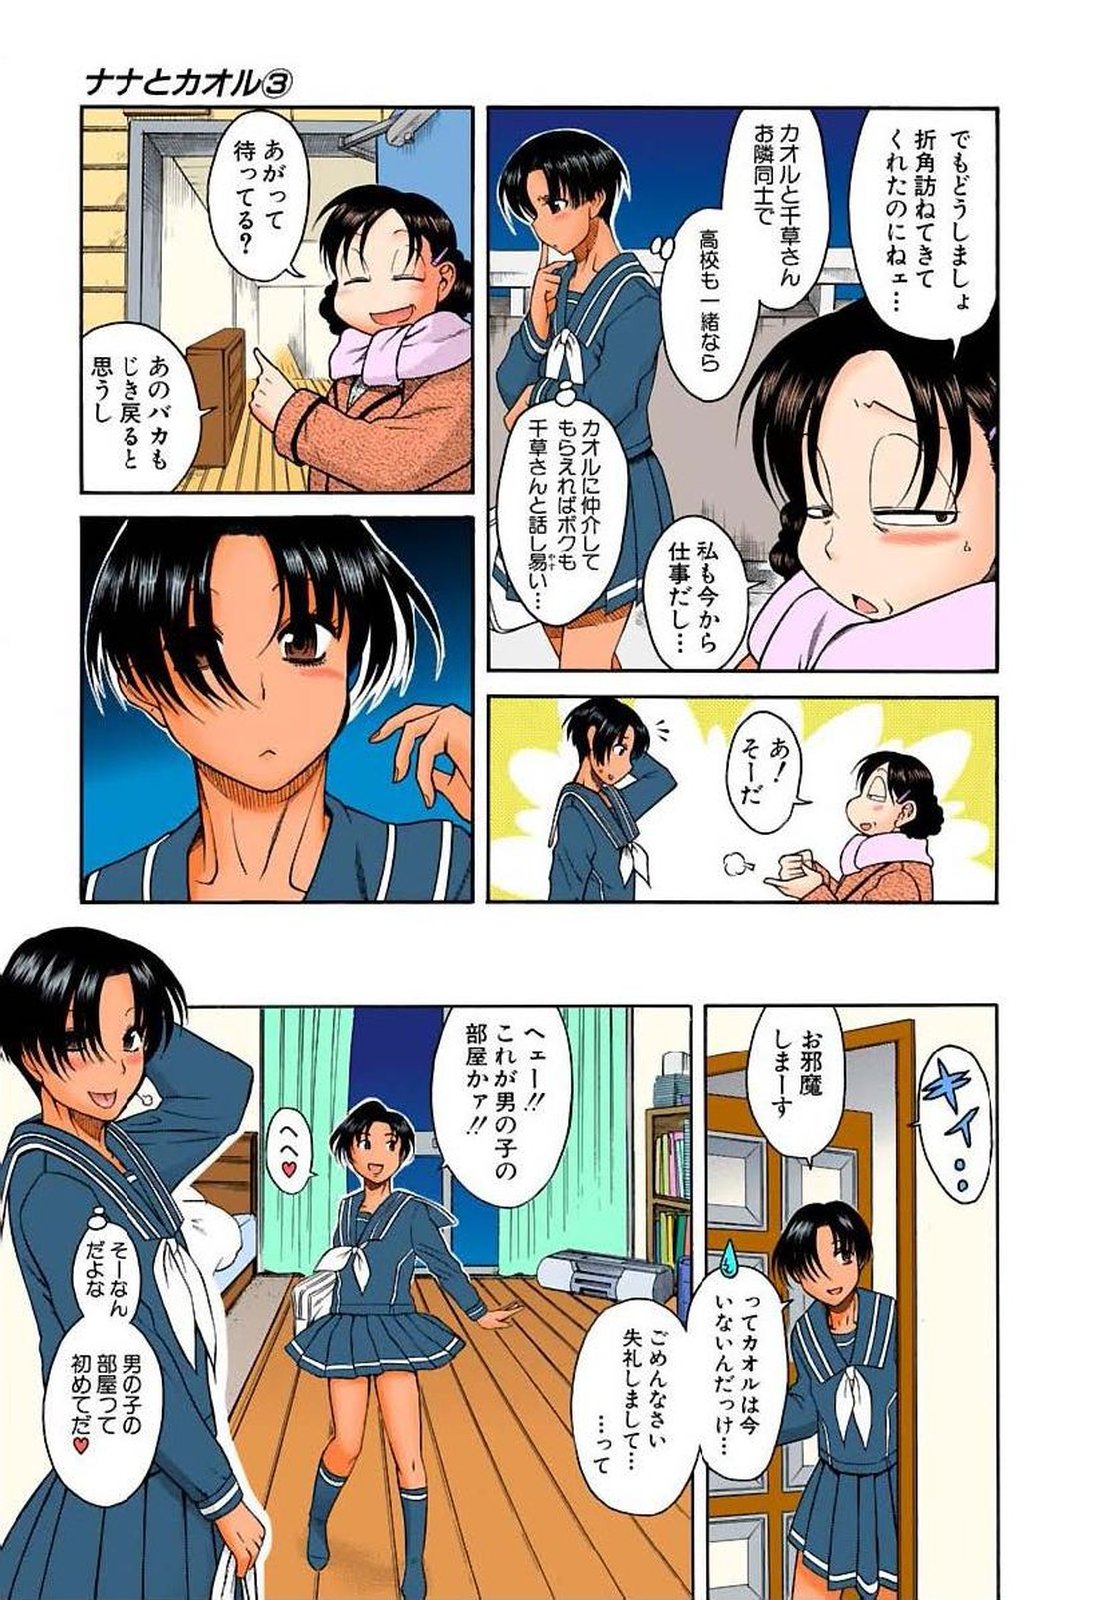 ナナとカオル③
でもどうしましょ
折角訪ねてきて
くれたのにねェ…
カオルと千草さん
お隣同士で
高校も一緒なら
カオルに仲介して
もらえればボクも
千草さんと話し易い…
やす
私も今から
仕事だし…
あ!
そーだ
あがって
待ってる?
あのバカも
じき戻ると
思うし
キィ・・
お邪魔
しまーす
ってカオルは今
いないんだっけ…
ごめんなさい
失礼しまして…
…って
ヘェー!!
これが男の子の
部屋かァ!!
へへ♥
そーなん
だよな
男の子の
部屋って
初めてだ♥